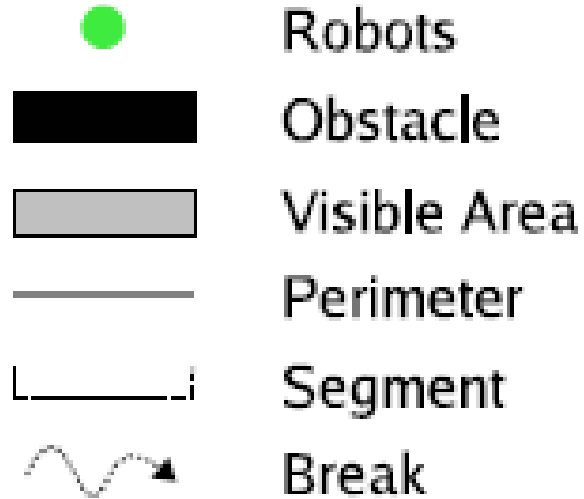 Robots
Obstacle
Visible Area
Perimeter
Segment
Break